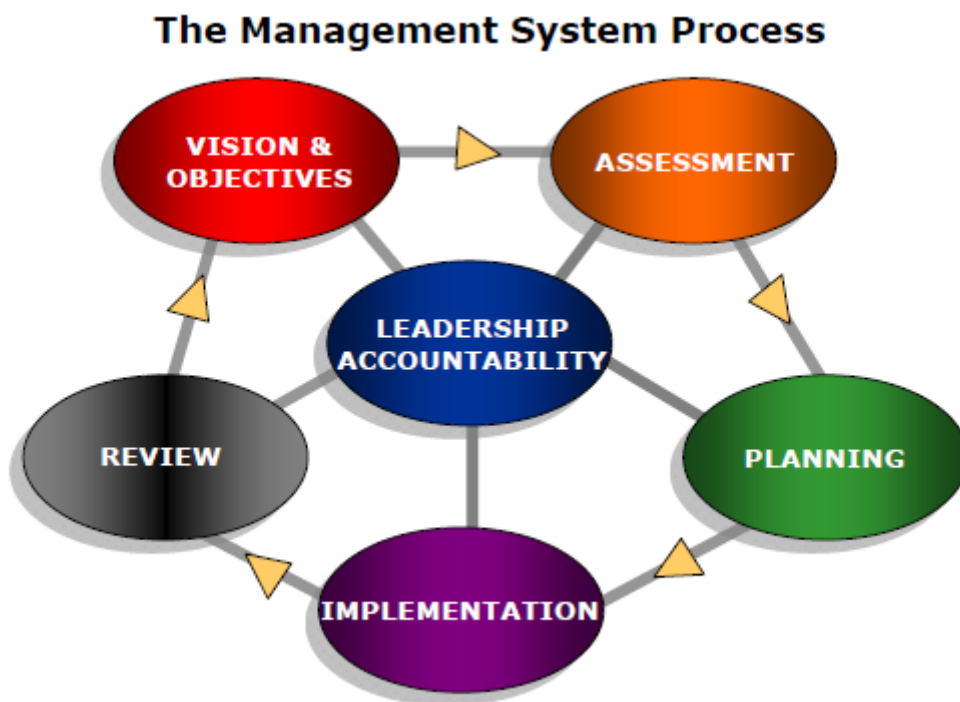 The Management System Process
VISION &
OBJECTIVES
ASSESSMENT
LEADERSHIP
ACCOUNTABILITY
REVIEW
PLANNING
IMPLEMENTATION